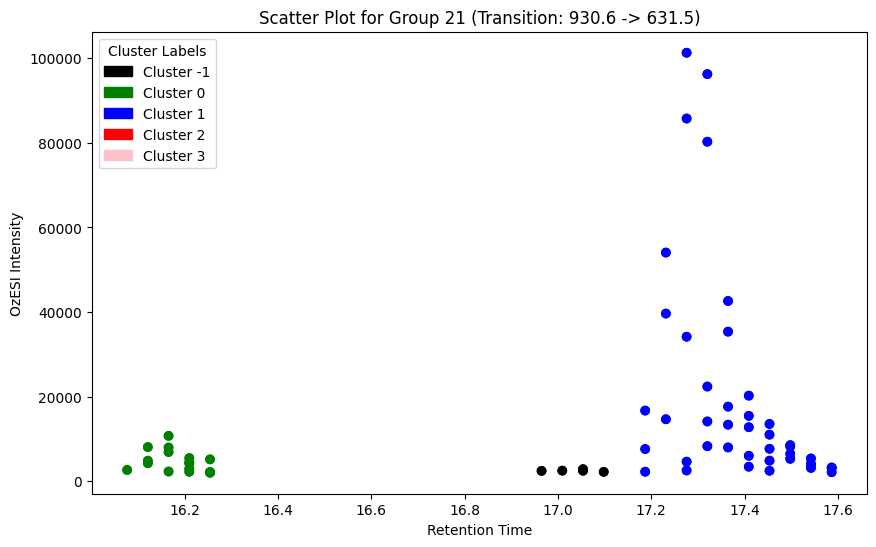 Scatter Plot for Group 21 (Transition: 930.6 -> 631.5)
Cluster Labels
Cluster -1
Cluster 0
Cluster 1
Cluster 2
Cluster 3
100000
80000
60000
40000
20000
0
OzESI Intensity
16.2 16.4 16.6 16.8 17.0 17.2 17.4 17.6
Retention Time